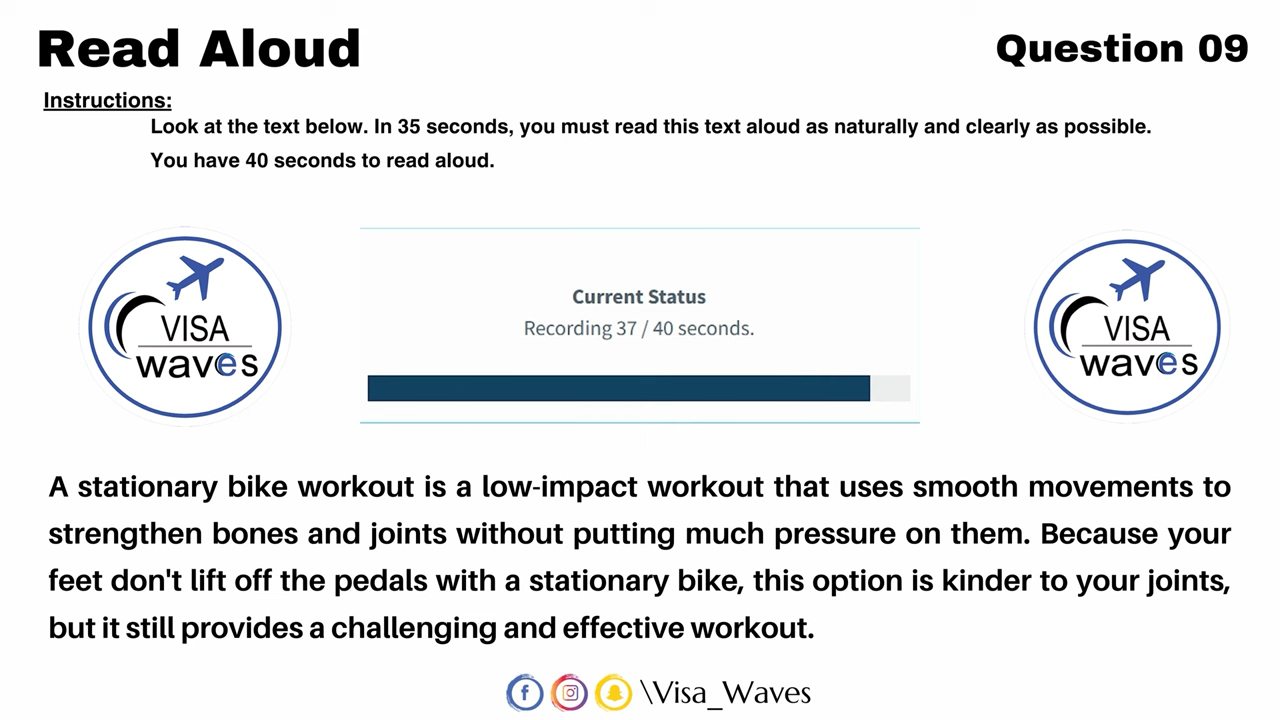 Read Aloud
Question 09
Instructions:
Look at the text below. In 35 seconds, you must read this text aloud as naturally and clearly as possible.
You have 40 seconds to read aloud.
VISA
waves
Current Status
Recording 37 / 40 seconds.
VISA
waves
A stationary bike workout is a low-impact workout that uses smooth movements to
strengthen bones and joints without putting much pressure on them. Because your
feet don't lift off the pedals with a stationary bike, this option is kinder to your joints,
but it still provides a challenging and effective workout.
\Visa_Waves